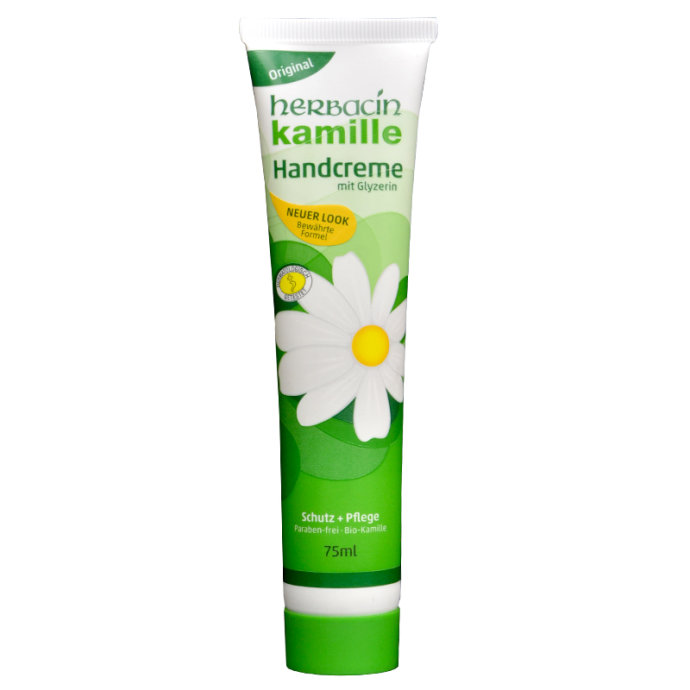 Original
herbacin
kamille
Handcreme
mit Glyzerin
NEUER LOOK
Bewährte
Formel
Schutz + Pflege
Paraben-frei · Bio-Kamille
75ml